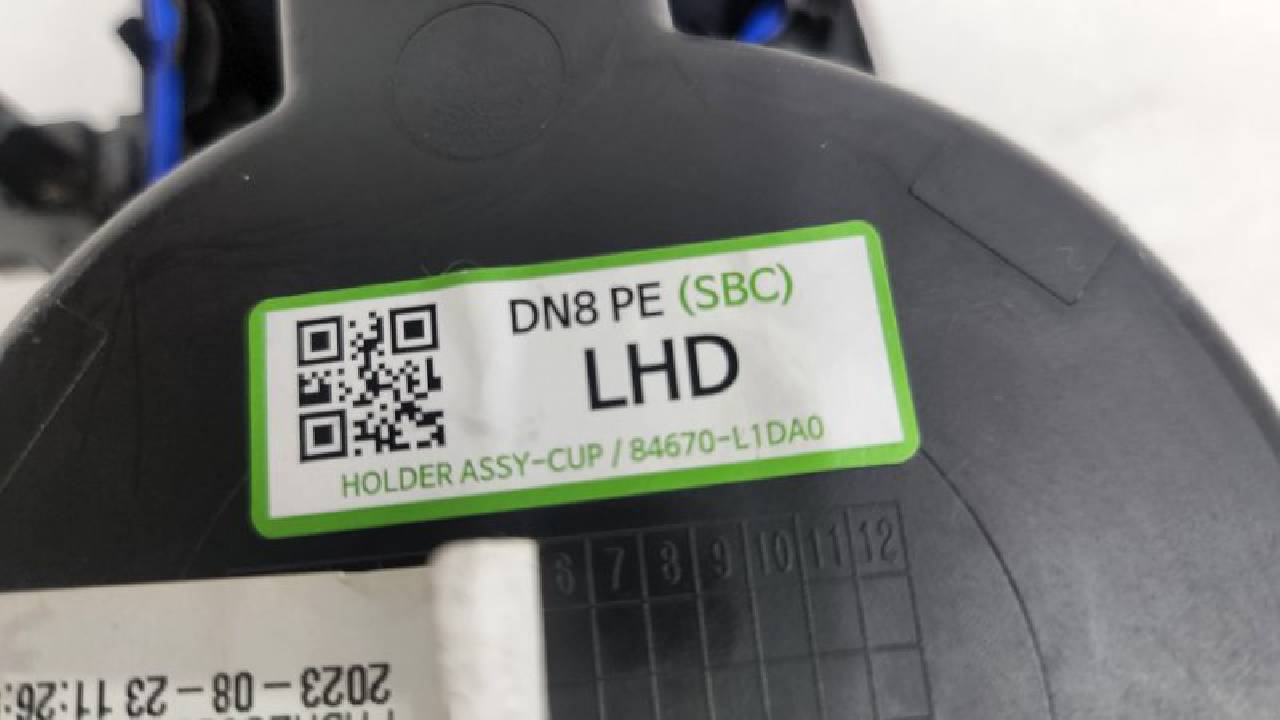 DN8 PE (SBC)
LHD
HOLDER ASSY-CUP / 84670-L1DA0
6 7 8 9 10 11 12
2023-08-23 11:26: